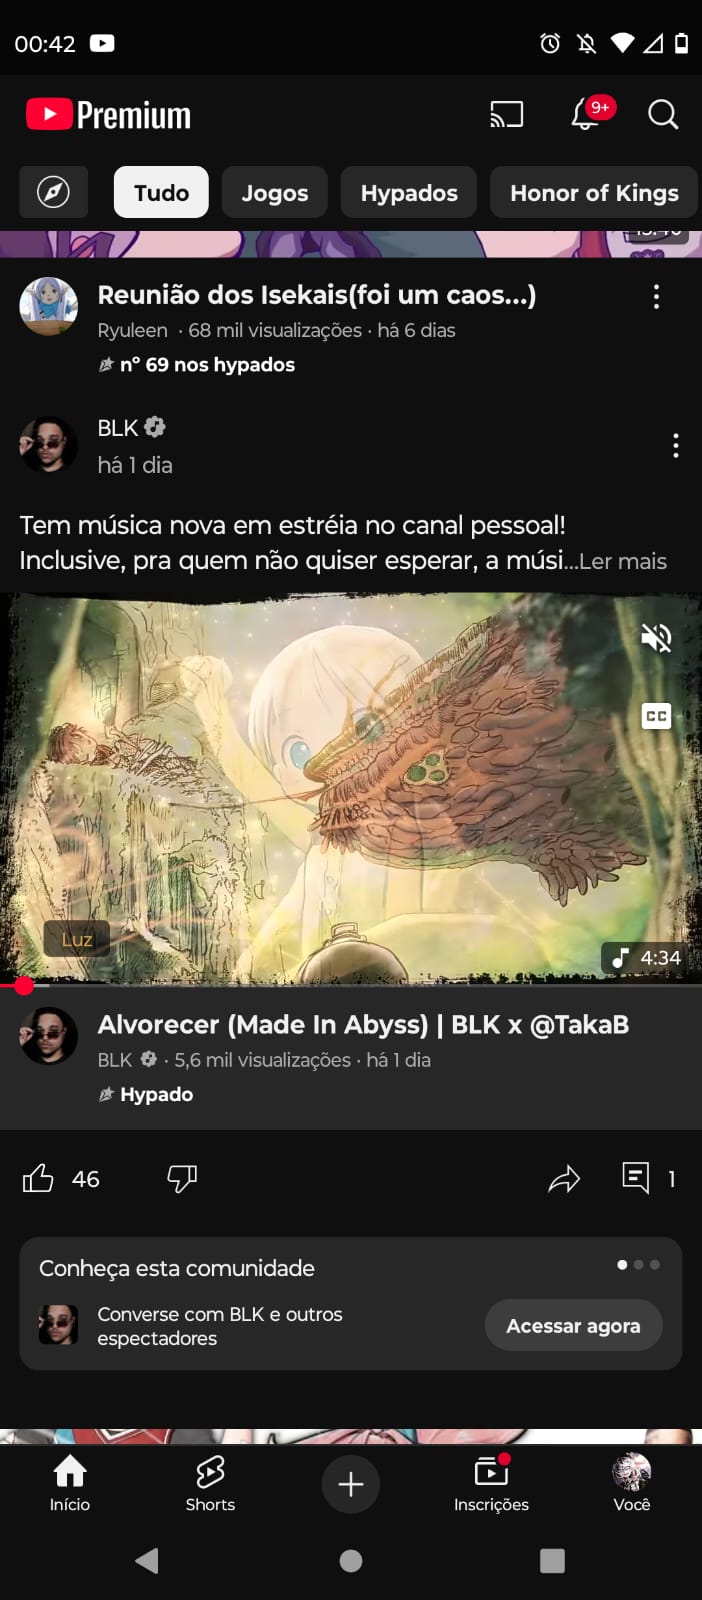 00:42
Premium
9+
Tudo
Jogos
Hypados
Honor of Kings
Reunião dos Isekais(foi um caos...)
Ryuleen · 68 mil visualizações · há 6 dias
nº 69 nos hypados
BLK
há 1 dia
Tem música nova em estréia no canal pessoal!
Inclusive, pra quem não quiser esperar, a músi...Ler mais
CC
Luz
4:34
Alvorecer (Made In Abyss) | BLK x @TakaB
BLK · 5,6 mil visualizações · há 1 dia
Hypado
46
1
Conheça esta comunidade
Converse com BLK e outros
espectadores
Acessar agora
Início
Shorts
Inscrições
Você